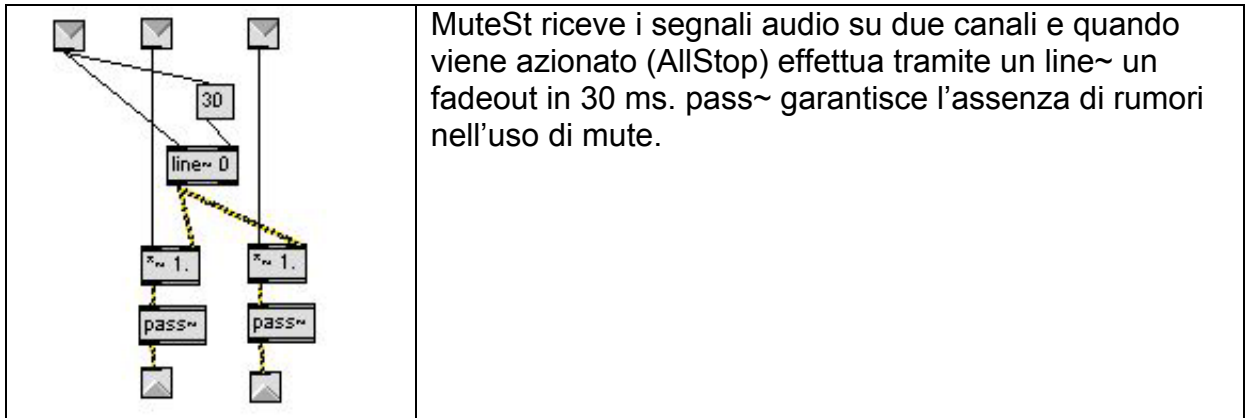 MuteSt riceve i segnali audio su due canali e quando
viene azionato (AllStop) effettua tramite un line~ un
fadeout in 30 ms. pass~ garantisce l’assenza di rumori
nell’uso di mute.
30
line~ 0
*~ 1.
*~ 1.
pass~
pass~